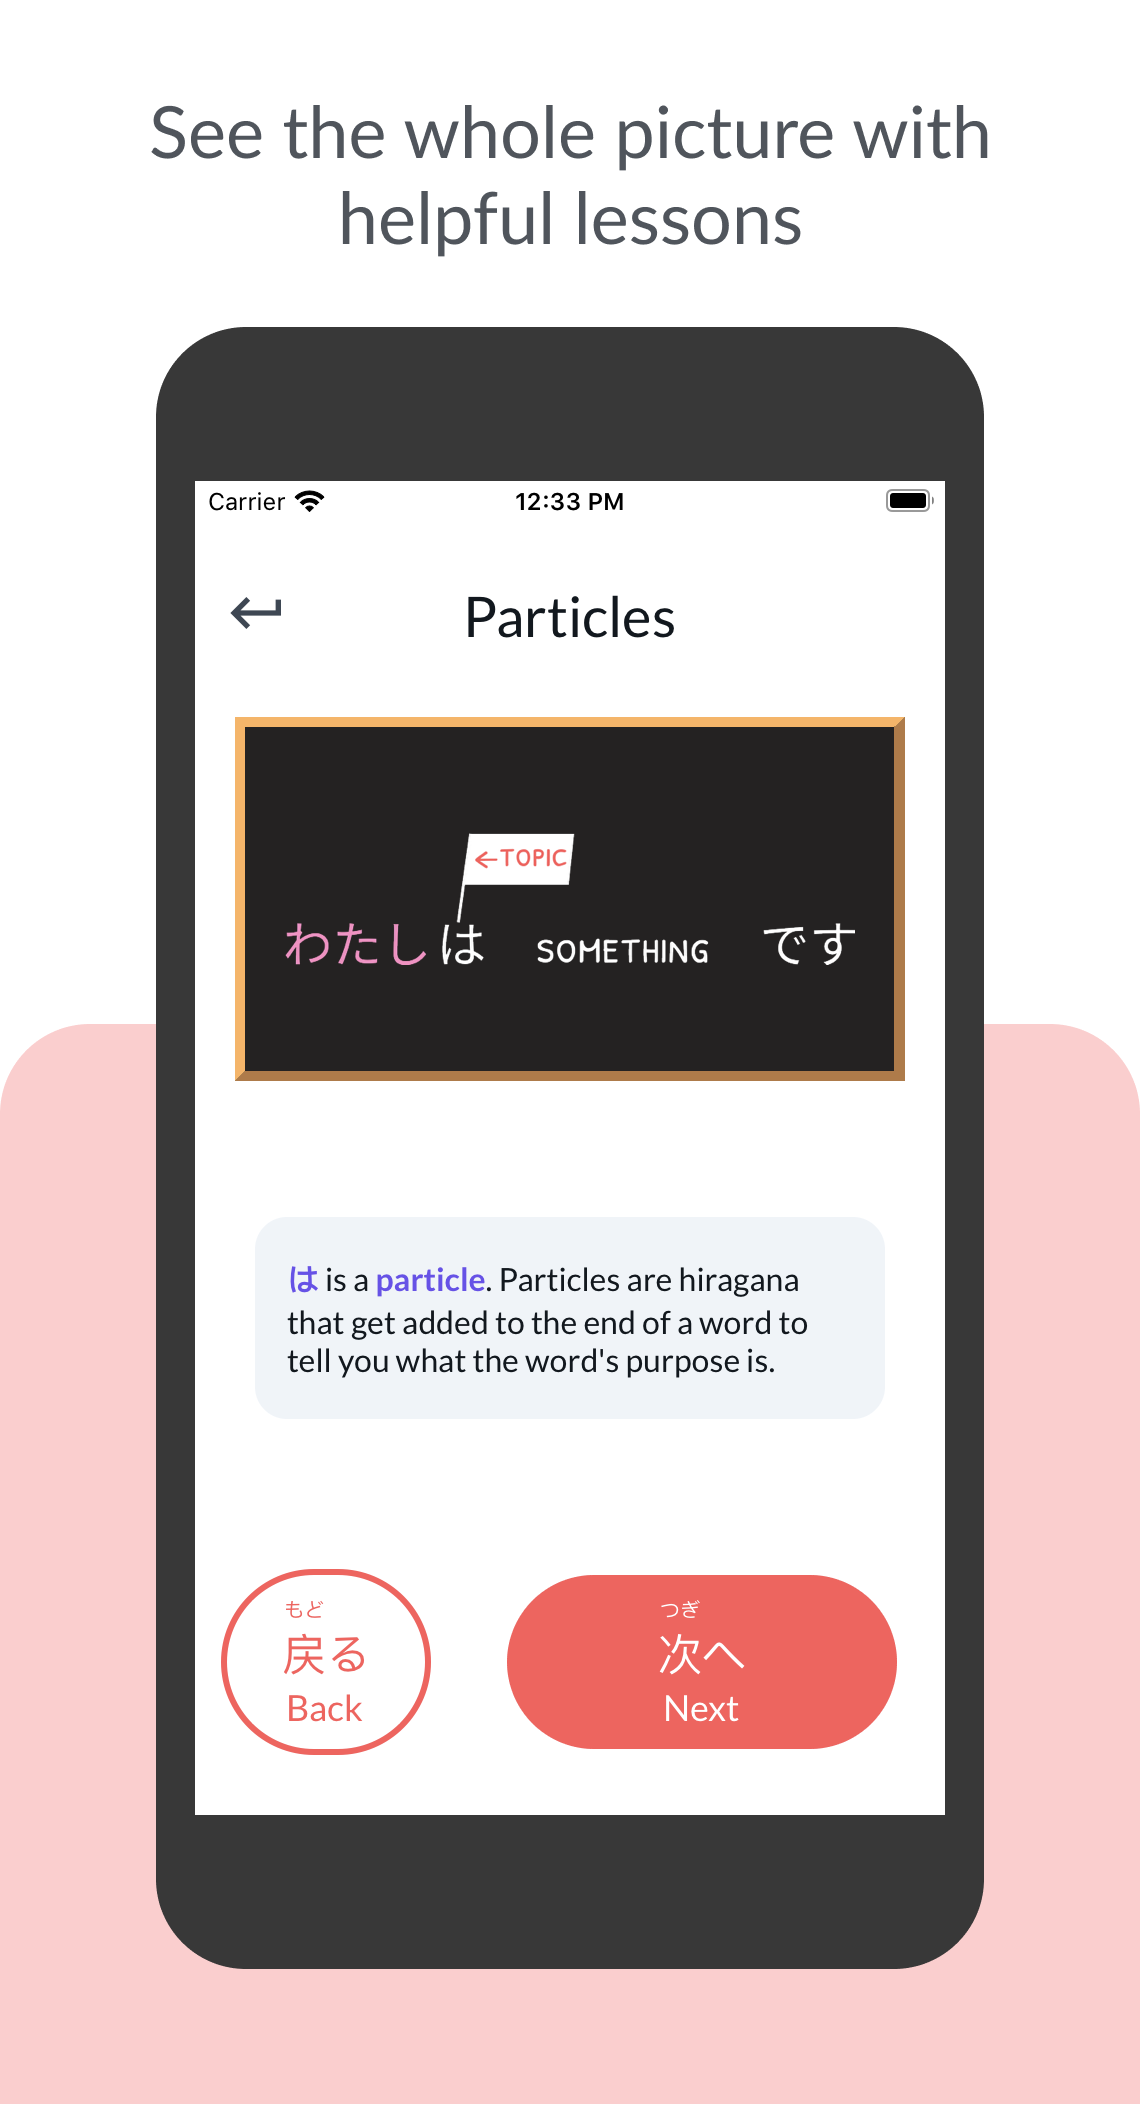 See the whole picture with
helpful lessons
Carrier 12:33 PM
Particles
←TOPIC
わたしは SOMETHING です
は is a particle. Particles are hiragana
that get added to the end of a word to
tell you what the word's purpose is.
もど
戻る
Back
つぎ
次へ
Next